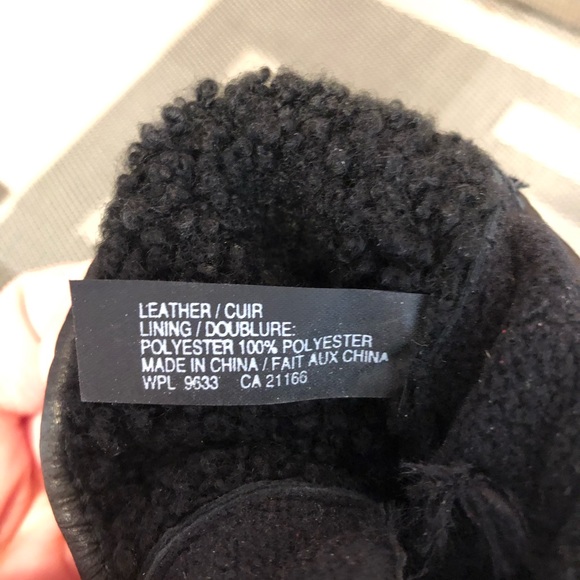 LEATHER / CUIR
LINING / DOUBLURE:
POLYESTER 100% POLYESTER
MADE IN CHINA / FAIT AUX CHINA
WPL 9633 CA 21166